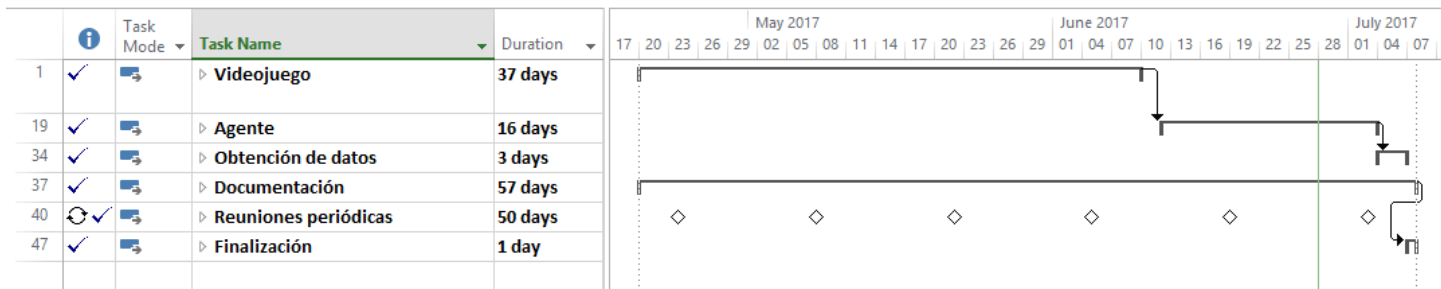 May 2017 June 2017 July 2017
Task Mode Task Name Duration 17 20 23 26 29 02 05 08 11 14 17 20 23 26 29 01 04 07 10 13 16 19 22 25 28 01 04 07
1 Videojuego 37 days
19 Agente 16 days
34 Obtención de datos 3 days
37 Documentación 57 days
40 Reuniones periódicas 50 days
47 Finalización 1 day